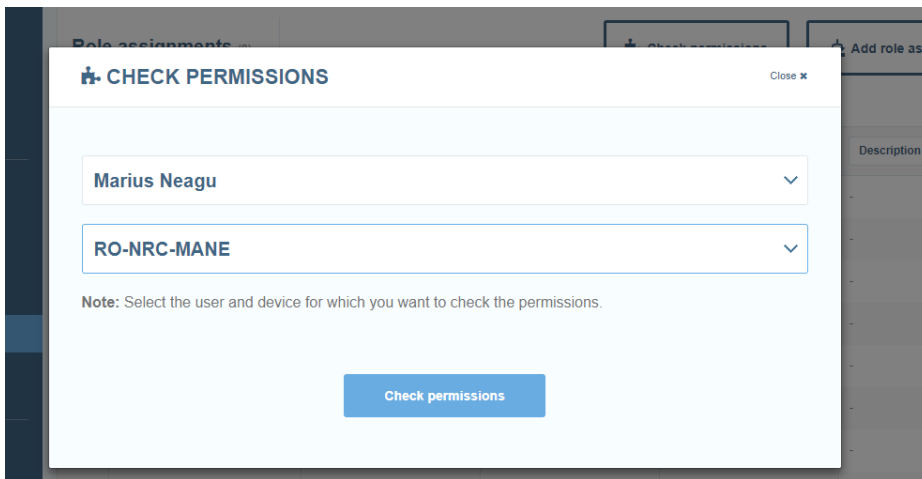 Role assignments
Check permissions
Add role as
CHECK PERMISSIONS
Close ✖
Description
Marius Neagu
-
RO-NRC-MANE
-
-
Note: Select the user and device for which you want to check the permissions.
-
-
Check permissions
-
-